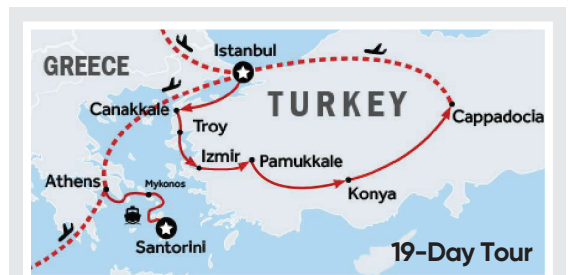 Istanbul
GREECE
TURKEY
Canakkale
Cappadocia
Troy
Izmir
Pamukkale
Athens
Mykonos
Konya
Santorini
19-Day Tour